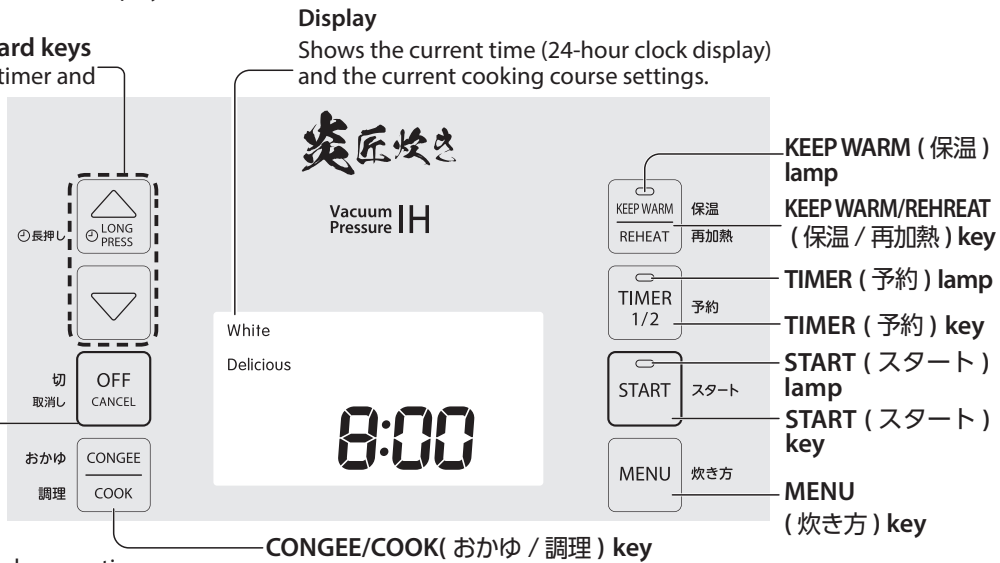 Display
Shows the current time (24-hour clock display)
and the current cooking course settings.
ard keys
timer and
炎匠炊き
Vacuum
Pressure IH
長押し
LONG
PRESS
White
Delicious
8:00
切
取消し
OFF
CANCEL
おかゆ
調理
CONGEE
COOK
KEEP WARM
REHEAT
保温
再加熱
TIMER
1/2
予約
START
スタート
MENU
炊き方
KEEP WARM ( 保温 )
lamp
KEEP WARM/REHREAT
( 保温 / 再加熱 ) key
TIMER ( 予約 ) lamp
TIMER ( 予約 ) key
START ( スタート )
lamp
START ( スタート )
key
MENU
( 炊き方 ) key
CONGEE/COOK( おかゆ / 調理 ) key